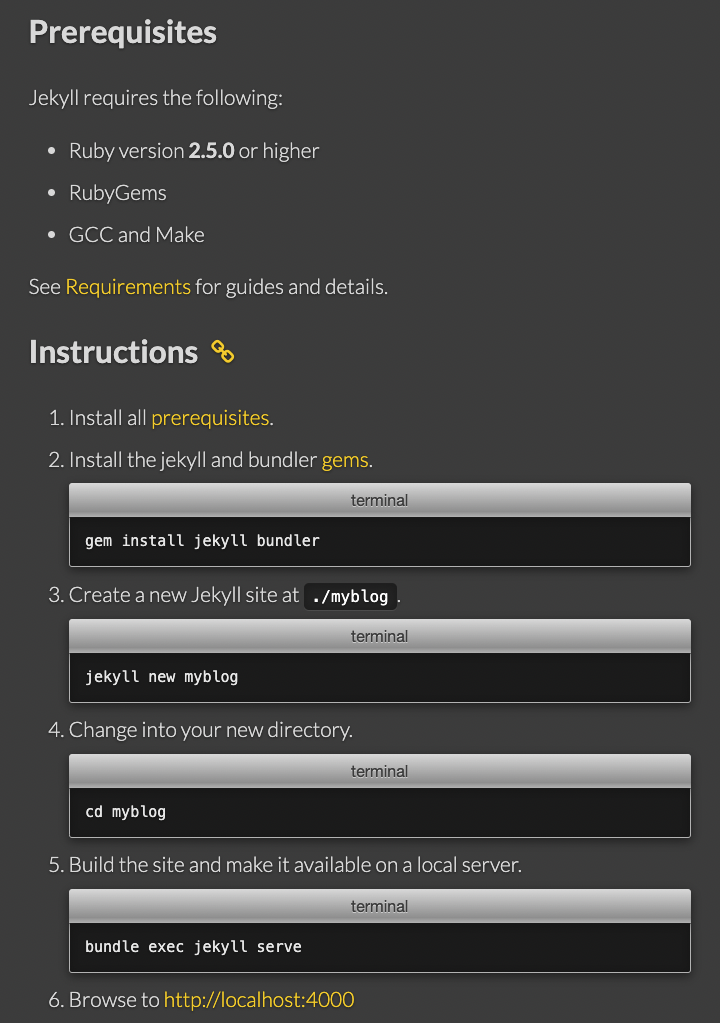 Prerequisites
Jekyll requires the following:
• Ruby version 2.5.0 or higher
• RubyGems
• GCC and Make
See Requirements for guides and details.
Instructions
1. Install all prerequisites.
2. Install the jekyll and bundler gems.
terminal
gem install jekyll bundler
3. Create a new Jekyll site at ./myblog.
terminal
jekyll new myblog
4. Change into your new directory.
terminal
cd myblog
5. Build the site and make it available on a local server.
terminal
bundle exec jekyll serve
6. Browse to http://localhost:4000